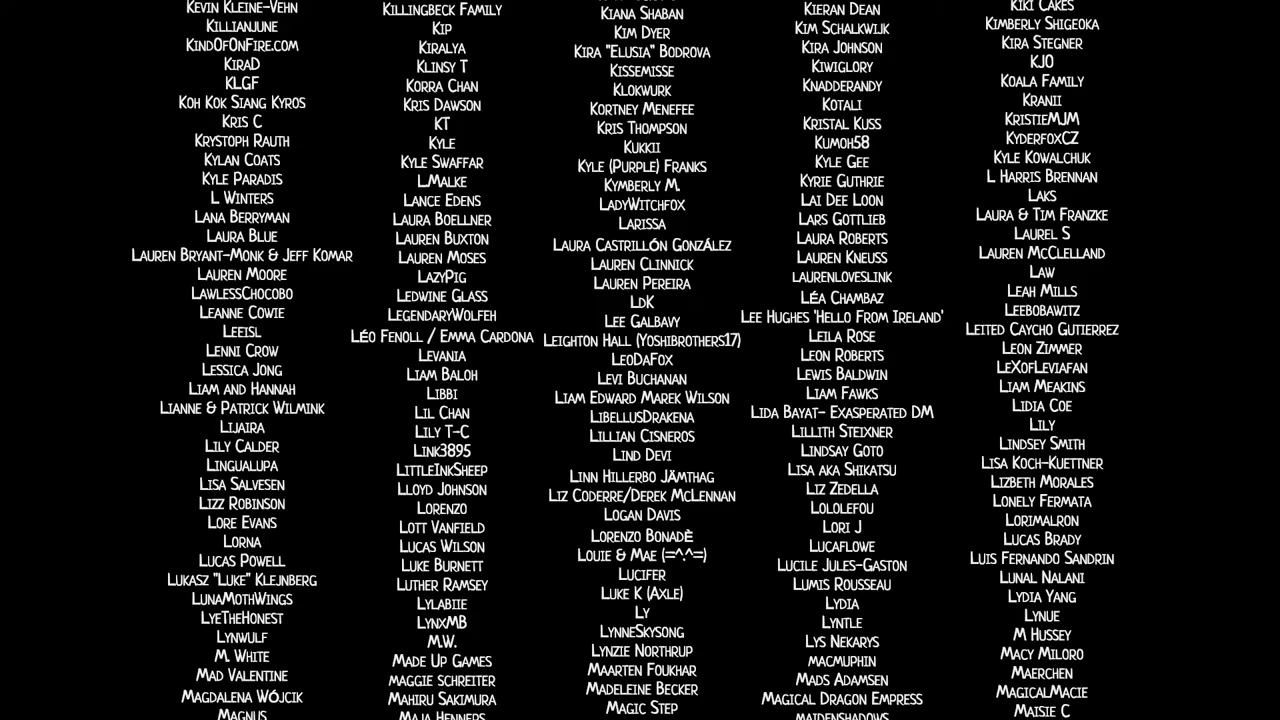 Kevin Kleine-Vehn
Killianjune
KindOfOnFire.com
KiraD
KLGF
Koh Kok Siang Kyros
Kris C
Krystoph Rauth
Kylan Coats
Kyle Paradis
L Winters
Lana Berryman
Laura Blue
Lauren Bryant-Monk & Jeff Komar
Lauren Moore
LawlessChocobo
Leanne Cowie
Leeisl
Lenni Crow
Lessica Jong
Liam and Hannah
Lianne & Patrick Wilmink
Lijaira
Lily Calder
Lingualupa
Lisa Salvesen
Lizz Robinson
Lore Evans
Lorna
Lucas Powell
Lukasz "Luke" Klejnberg
LunaMothWings
LyeTheHonest
Lynwulf
M. White
Mad Valentine
Magdalena Wójcik
Magnus
Killingbeck Family
Kip
Kiralya
Klinsy T
Korra Chan
Kris Dawson
KT
Kyle
Kyle Swaffar
L.Malke
Lance Edens
Laura Boellner
Lauren Buxton
Lauren Moses
LazyPig
Ledwine Glass
LegendaryWolfeh
Léo Fenoll / Emma Cardona
Levania
Liam Baloh
Libbi
Lil Chan
Lily T-C
Link3895
LittleInkSheep
Lloyd Johnson
Lorenzo
Lott Vanfield
Lucas Wilson
Luke Burnett
Luther Ramsey
Lylabiie
LynxMB
M.W.
Made Up Games
maggie schreiter
Mahiru Sakimura
Maja Henners
Kiana Shaban
Kim Dyer
Kira "Elusia" Bodrova
Kissemisse
Klokwurk
Kortney Menefee
Kris Thompson
Kukkii
Kyle (Purple) Franks
Kymberly M.
LadyWitchfox
Larissa
Laura Castrillón González
Lauren Clinnick
Lauren Pereira
LdK
Lee Galbavy
Leighton Hall (Yoshibrothers17)
LeoDaFox
Levi Buchanan
Liam Edward Marek Wilson
LibellusDrakena
Lillian Cisneros
Lind Devi
Linn Hillerbo Jämthag
Liz Coderre/Derek McLennan
Logan Davis
Lorenzo Bonadè
Louie & Mae (=^.^=)
Lucifer
Luke K (Axle)
Ly
LynneSkysong
Lynzie Northrup
Maarten Foukhar
Madeleine Becker
Magic Step
Kieran Dean
Kim Schalkwijk
Kira Johnson
Kiwiglory
Knadderandy
Kotali
Kristal Kuss
Kumoh58
Kyle Gee
Kyrie Guthrie
Lai Dee Loon
Lars Gottlieb
Laura Roberts
Lauren Kneuss
laurenloveslink
Léa Chambaz
Lee Hughes 'Hello From Ireland'
Leila Rose
Leon Roberts
Lewis Baldwin
Liam Fawks
Lida Bayat- Exasperated DM
Lillith Steixner
Lindsay Goto
Lisa aka Shikatsu
Liz Zedella
Lololefou
Lori J
Lucaflowe
Lucile Jules-Gaston
Lumis Rousseau
Lydia
Lyntle
Lys Nekarys
macmuphin
Mads Adamsen
Magical Dragon Empress
maidenshadows
Kiki Cakes
Kimberly Shigeoka
Kira Stegner
KJO
Koala Family
Kranii
KristieMJM
KyderfoxCZ
Kyle Kowalchuk
L Harris Brennan
Laks
Laura & Tim Franzke
Laurel S
Lauren McClelland
Law
Leah Mills
Leebobawitz
Leited Caycho Gutierrez
Leon Zimmer
LeXofLeviafan
Liam Meakins
Lidia Coe
Lily
Lindsey Smith
Lisa Koch-Kuettner
Lizbeth Morales
Lonely Fermata
Lorimalron
Lucas Brady
Luis Fernando Sandrin
Lunal Nalani
Lydia Yang
Lynue
M Hussey
Macy Miloro
Maerchen
MagicalMacie
Maisie C